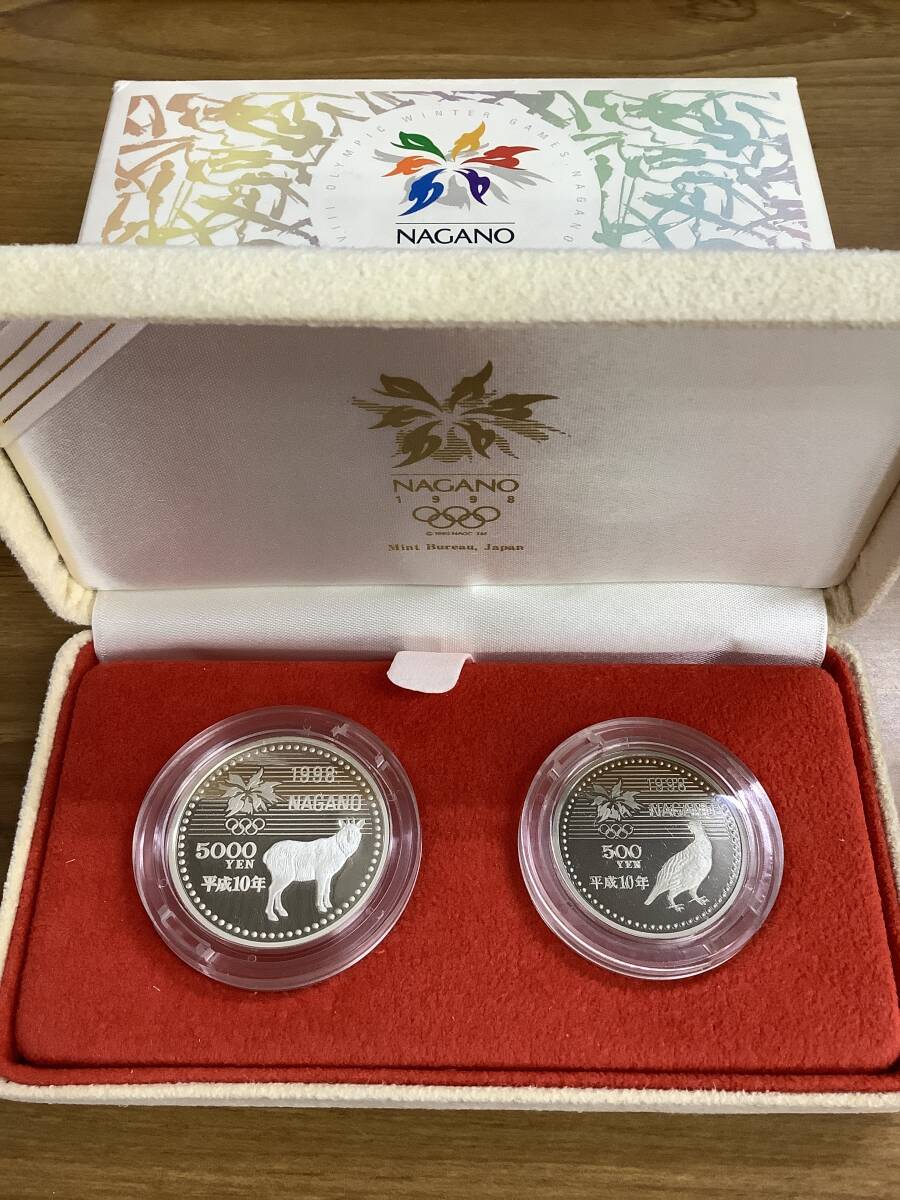 XVIII OLYMPIC WINTER GAMES, NAGANO
NAGANO
NAGANO
1998
Mint Bureau, Japan
1998
NAGANO
5000
YEN
平成10年
1998
NAGANO
500
YEN
平成10年